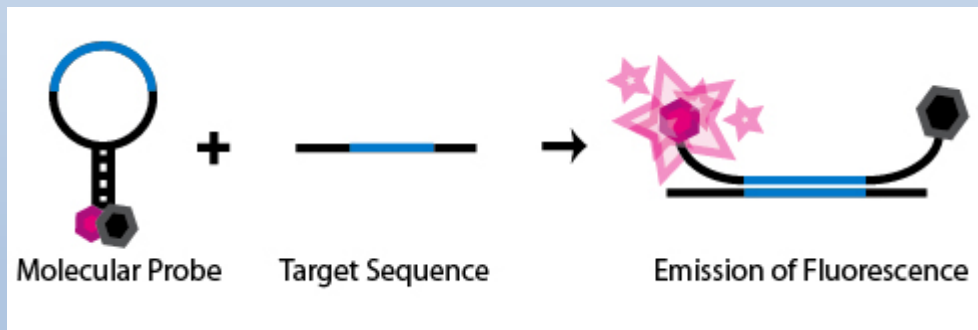 Molecular Probe
Target Sequence
Emission of Fluorescence